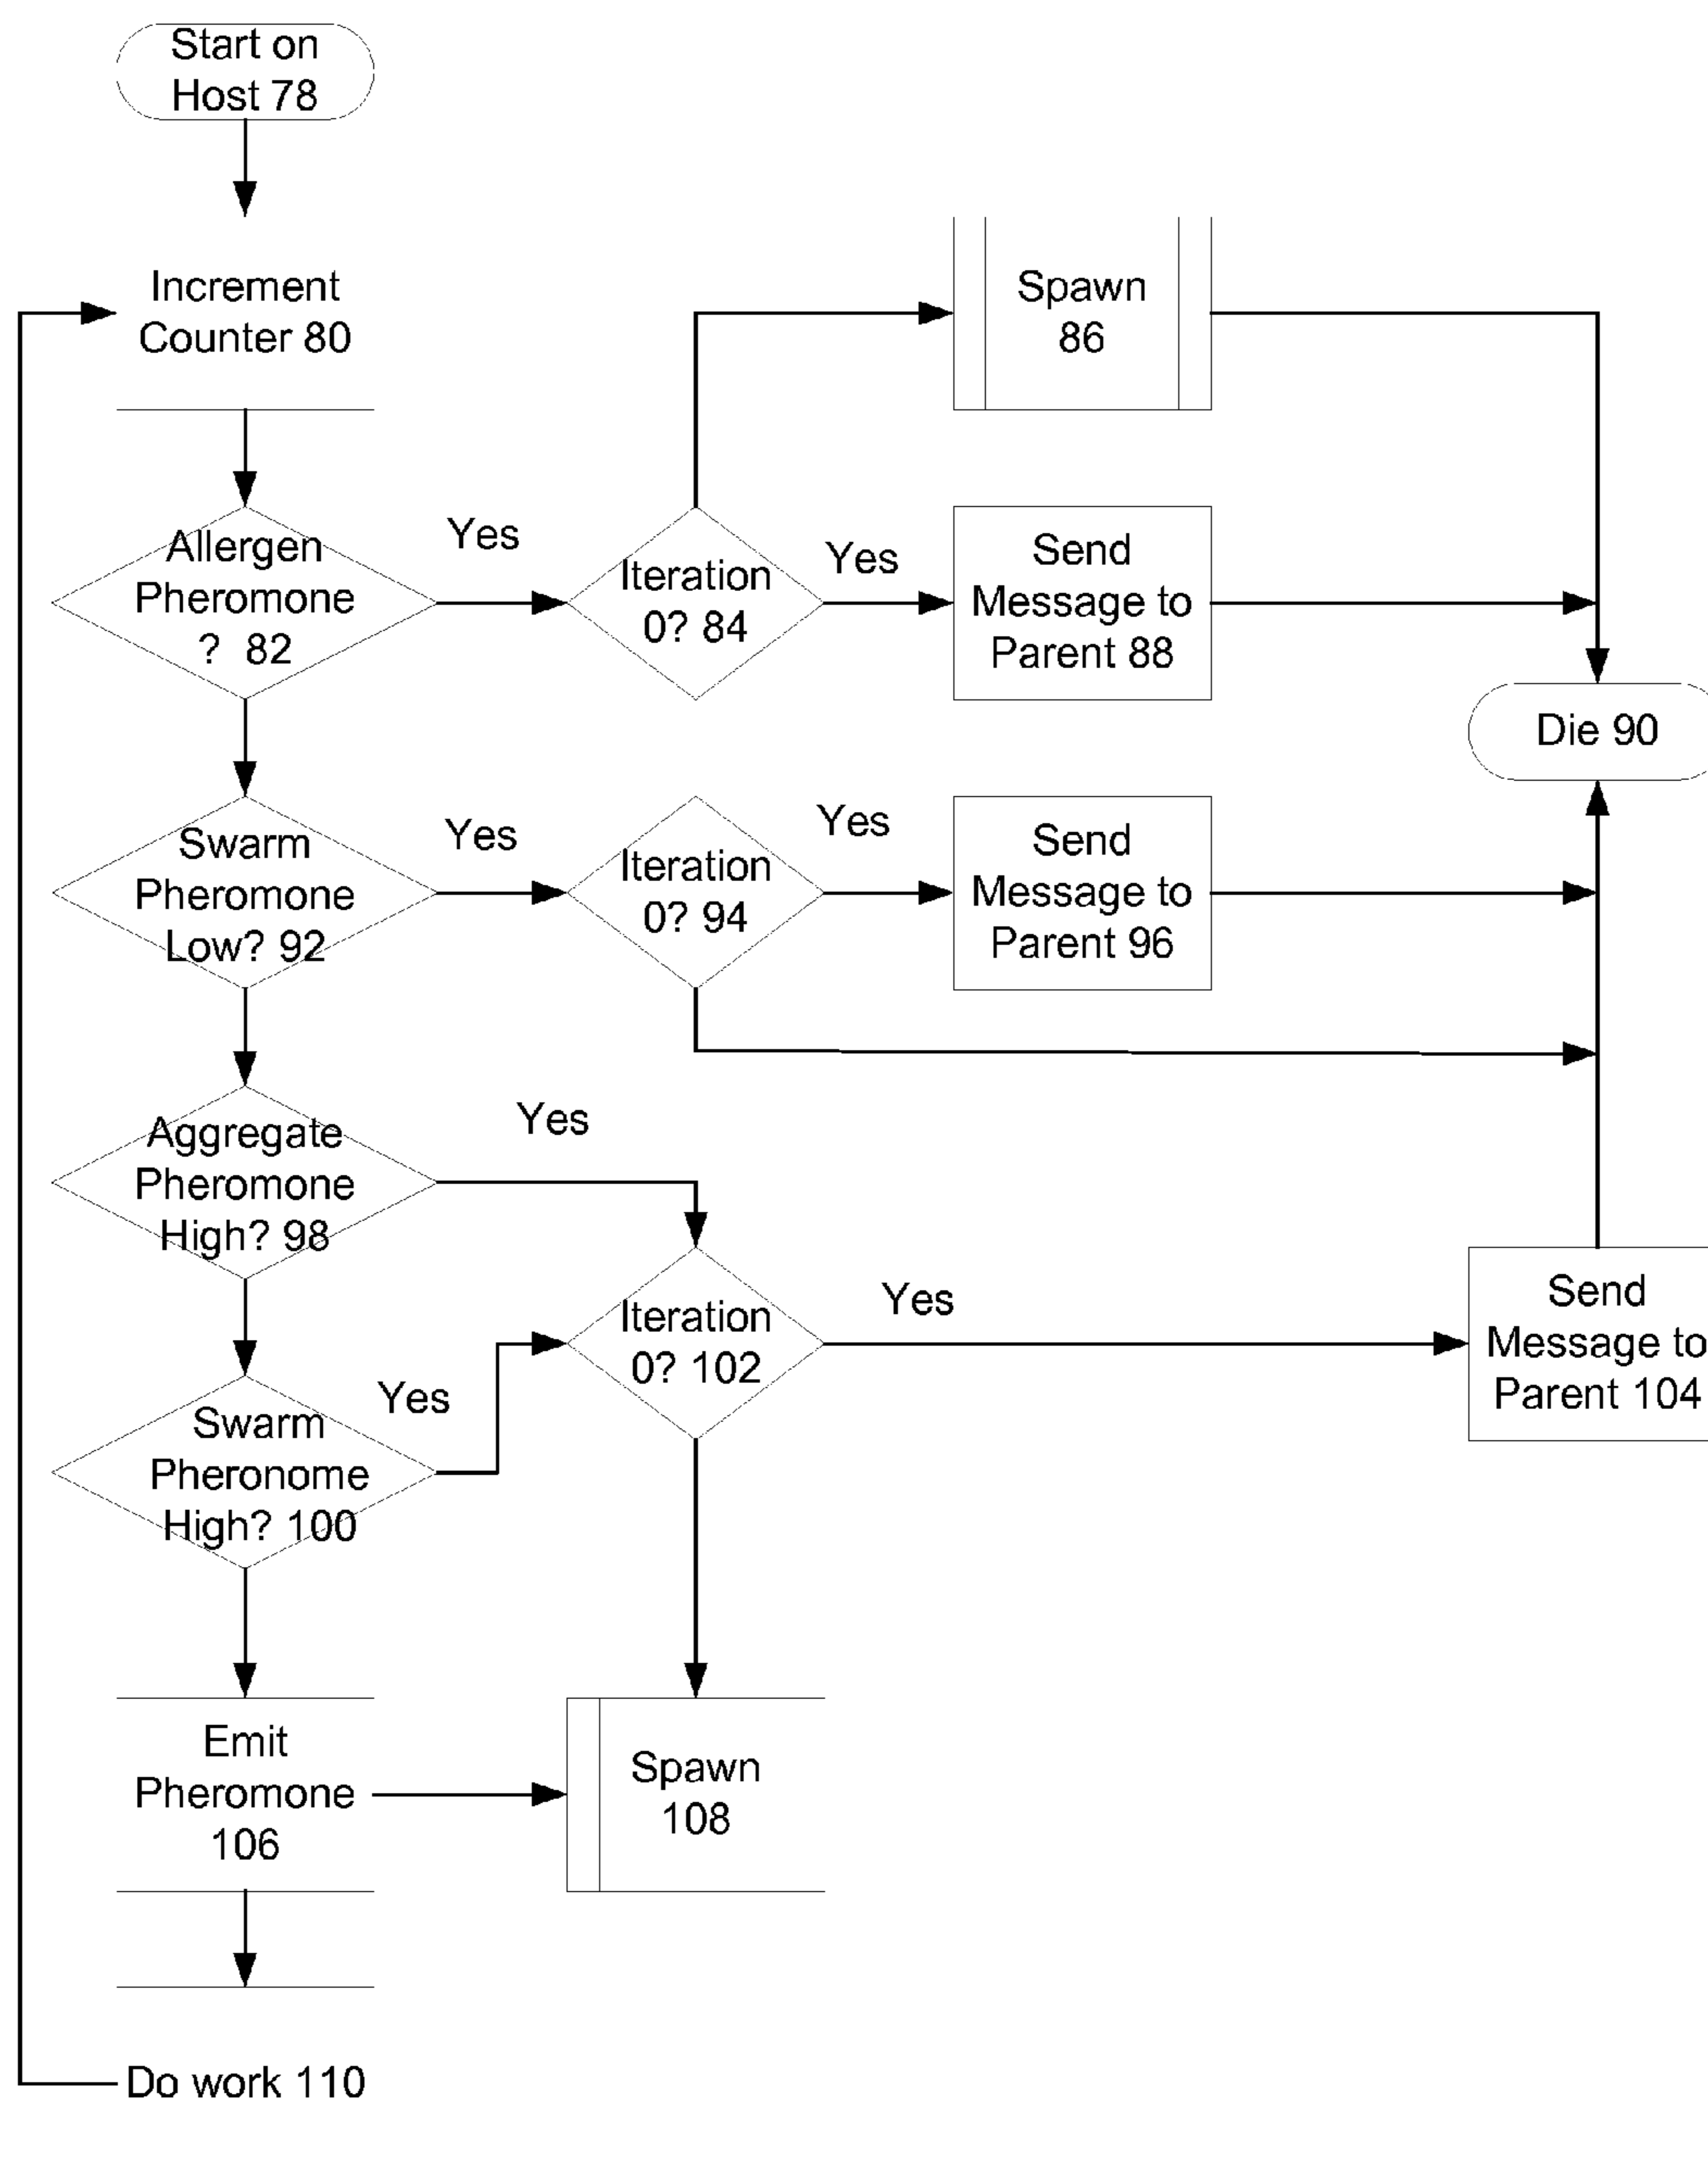 Start on
Host 78
Increment
Counter 80
Spawn
86
Allergen
Pheromone
? 82
Yes
Iteration
0? 84
Yes
Send
Message to
Parent 88
Die 90
Swarm
Pheromone
Low? 92
Yes
Iteration
0? 94
Yes
Send
Message to
Parent 96
Aggregate
Pheromone
High? 98
Yes
Iteration
0? 102
Yes
Send
Message to
Parent 104
Swarm
Pheronome
High? 100
Yes
Emit
Pheromone
106
Spawn
108
Do work 110